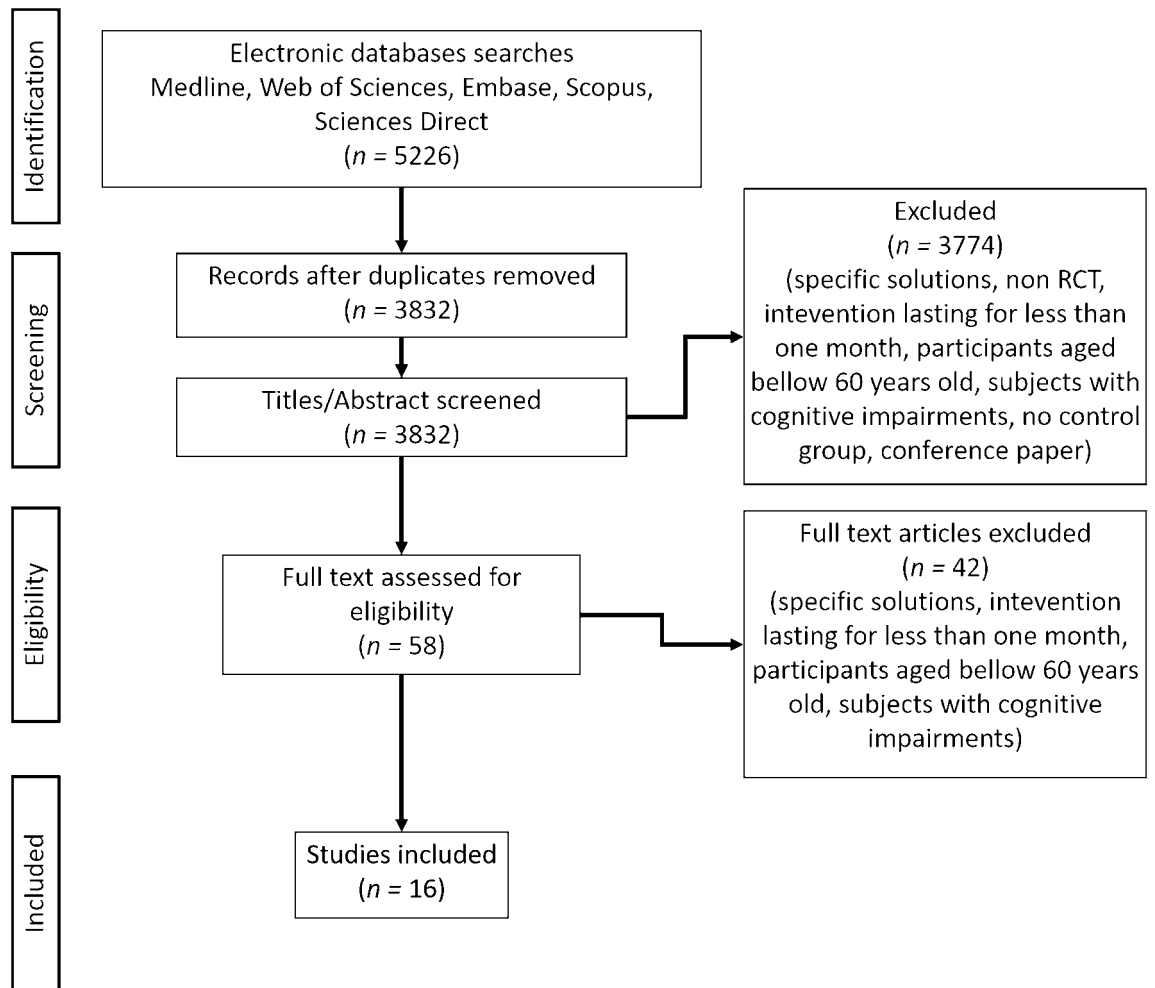 Identification
Electronic databases searches
Medline, Web of Sciences, Embase, Scopus,
Sciences Direct
(n = 5226)
Screening
Records after duplicates removed
(n = 3832)
Titles/Abstract screened
(n = 3832)
Excluded
(n = 3774)
(specific solutions, non RCT,
intevention lasting for less than
one month, participants aged
bellow 60 years old, subjects with
cognitive impairments, no control
group, conference paper)
Eligibility
Full text assessed for
eligibility
(n = 58)
Full text articles excluded
(n = 42)
(specific solutions, intevention
lasting for less than one month,
participants aged bellow 60 years
old, subjects with cognitive
impairments)
Included
Studies included
(n = 16)